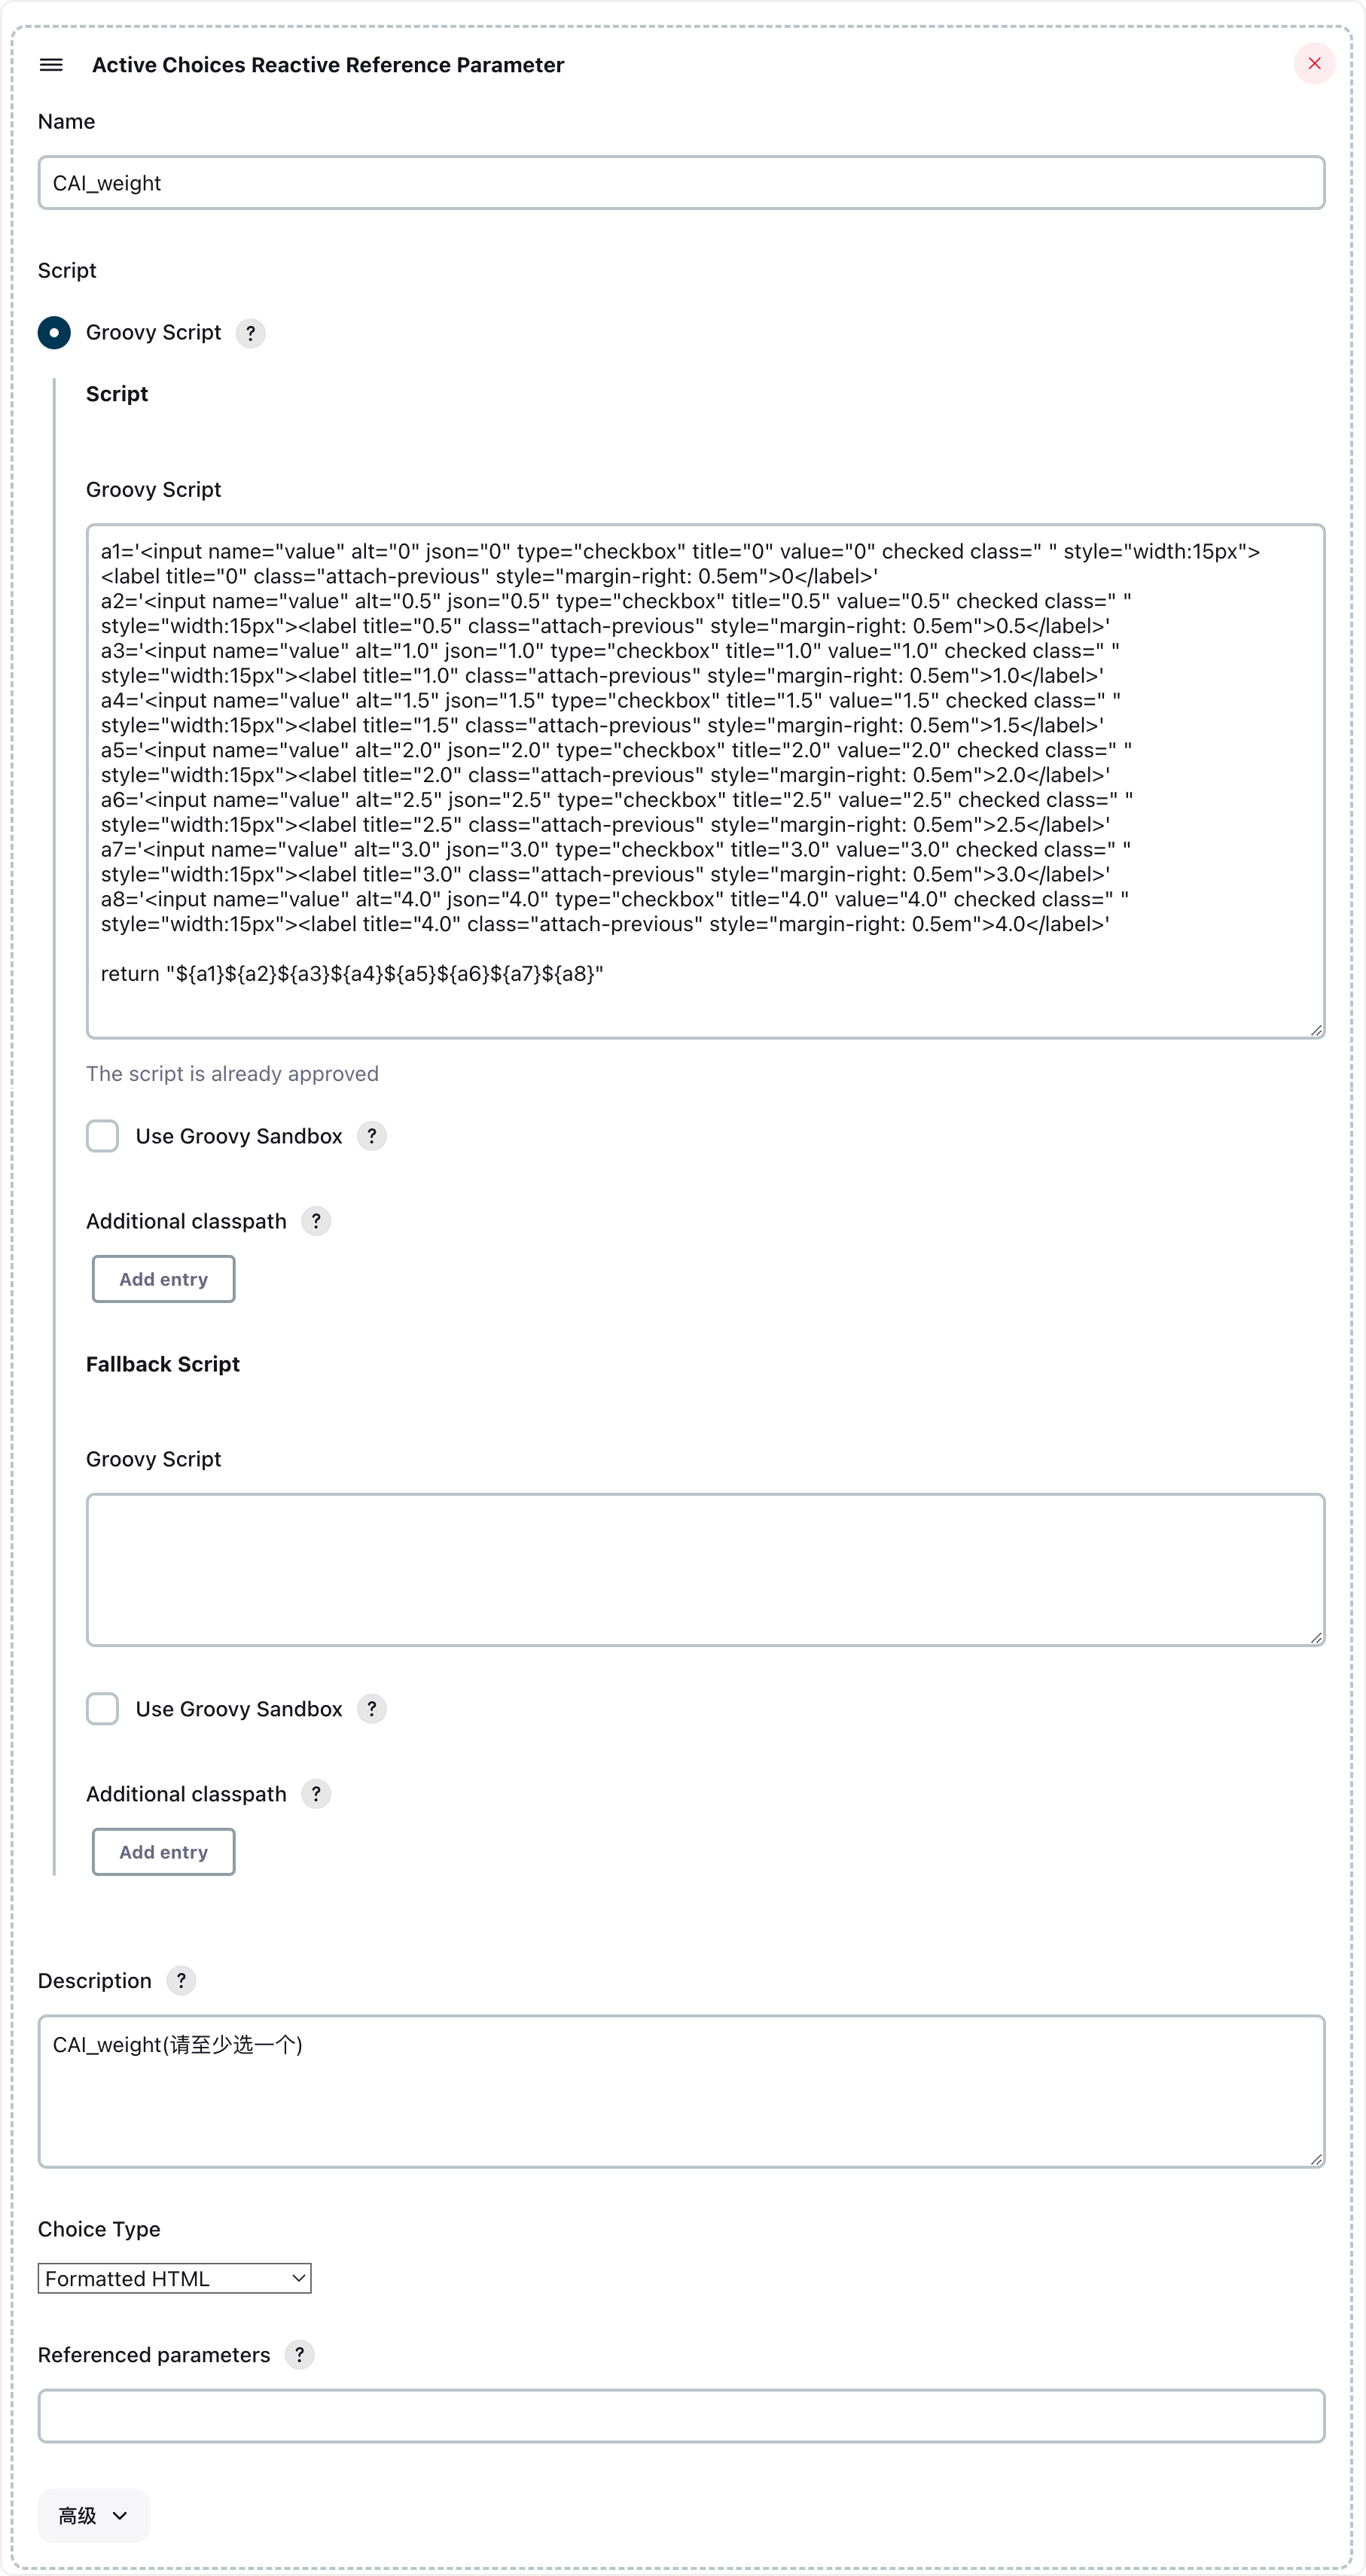 Active Choices Reactive Reference Parameter
Name
CAI_weight
Script
Groovy Script ?
Script
Groovy Script
a1='<input name="value" alt="0" json="0" type="checkbox" title="0" value="0" checked class=" " style="width:15px">
<label title="0" class="attach-previous" style="margin-right: 0.5em">0</label>'
a2='<input name="value" alt="0.5" json="0.5" type="checkbox" title="0.5" value="0.5" checked class=" "
style="width:15px"><label title="0.5" class="attach-previous" style="margin-right: 0.5em">0.5</label>'
a3='<input name="value" alt="1.0" json="1.0" type="checkbox" title="1.0" value="1.0" checked class=" "
style="width:15px"><label title="1.0" class="attach-previous" style="margin-right: 0.5em">1.0</label>'
a4='<input name="value" alt="1.5" json="1.5" type="checkbox" title="1.5" value="1.5" checked class=" "
style="width:15px"><label title="1.5" class="attach-previous" style="margin-right: 0.5em">1.5</label>'
a5='<input name="value" alt="2.0" json="2.0" type="checkbox" title="2.0" value="2.0" checked class=" "
style="width:15px"><label title="2.0" class="attach-previous" style="margin-right: 0.5em">2.0</label>'
a6='<input name="value" alt="2.5" json="2.5" type="checkbox" title="2.5" value="2.5" checked class=" "
style="width:15px"><label title="2.5" class="attach-previous" style="margin-right: 0.5em">2.5</label>'
a7='<input name="value" alt="3.0" json="3.0" type="checkbox" title="3.0" value="3.0" checked class=" "
style="width:15px"><label title="3.0" class="attach-previous" style="margin-right: 0.5em">3.0</label>'
a8='<input name="value" alt="4.0" json="4.0" type="checkbox" title="4.0" value="4.0" checked class=" "
style="width:15px"><label title="4.0" class="attach-previous" style="margin-right: 0.5em">4.0</label>'
return "${a1}${a2}${a3}${a4}${a5}${a6}${a7}${a8}"
The script is already approved
Use Groovy Sandbox ?
Additional classpath ?
Add entry
Fallback Script
Groovy Script
Use Groovy Sandbox ?
Additional classpath ?
Add entry
Description ?
CAI_weight(请至少选一个)
Choice Type
Formatted HTML
Referenced parameters ?
高级